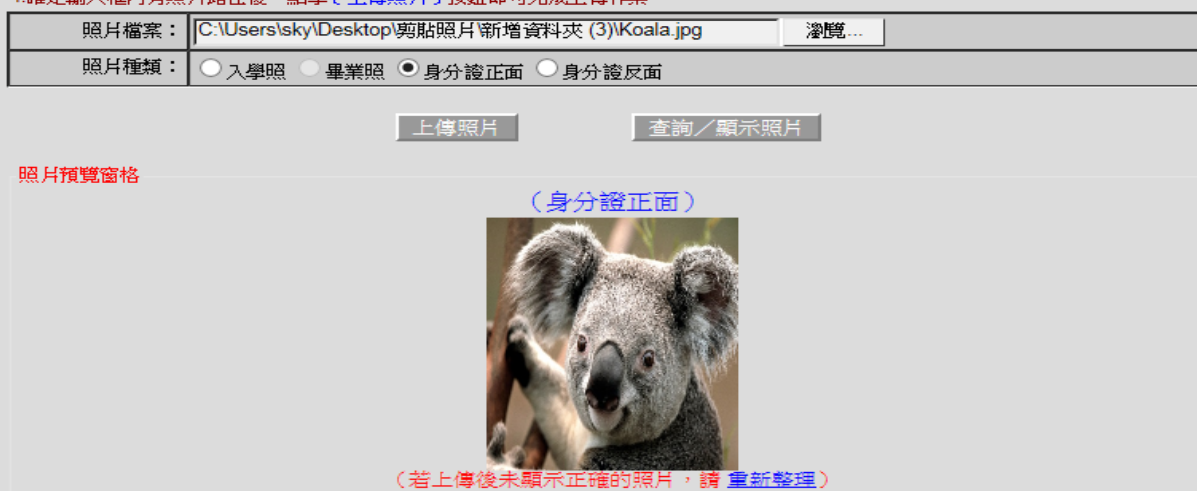 照片檔案： C:\Users\sky\Desktop\剪貼照片\新增資料夾 (3)\Koala.jpg 瀏覽...
照片種類： 入學照 畢業照 身分證正面 身分證反面
上傳照片 查詢／顯示照片
照片預覽窗格
（身分證正面）
（若上傳後未顯示正確的照片，請 重新整理）